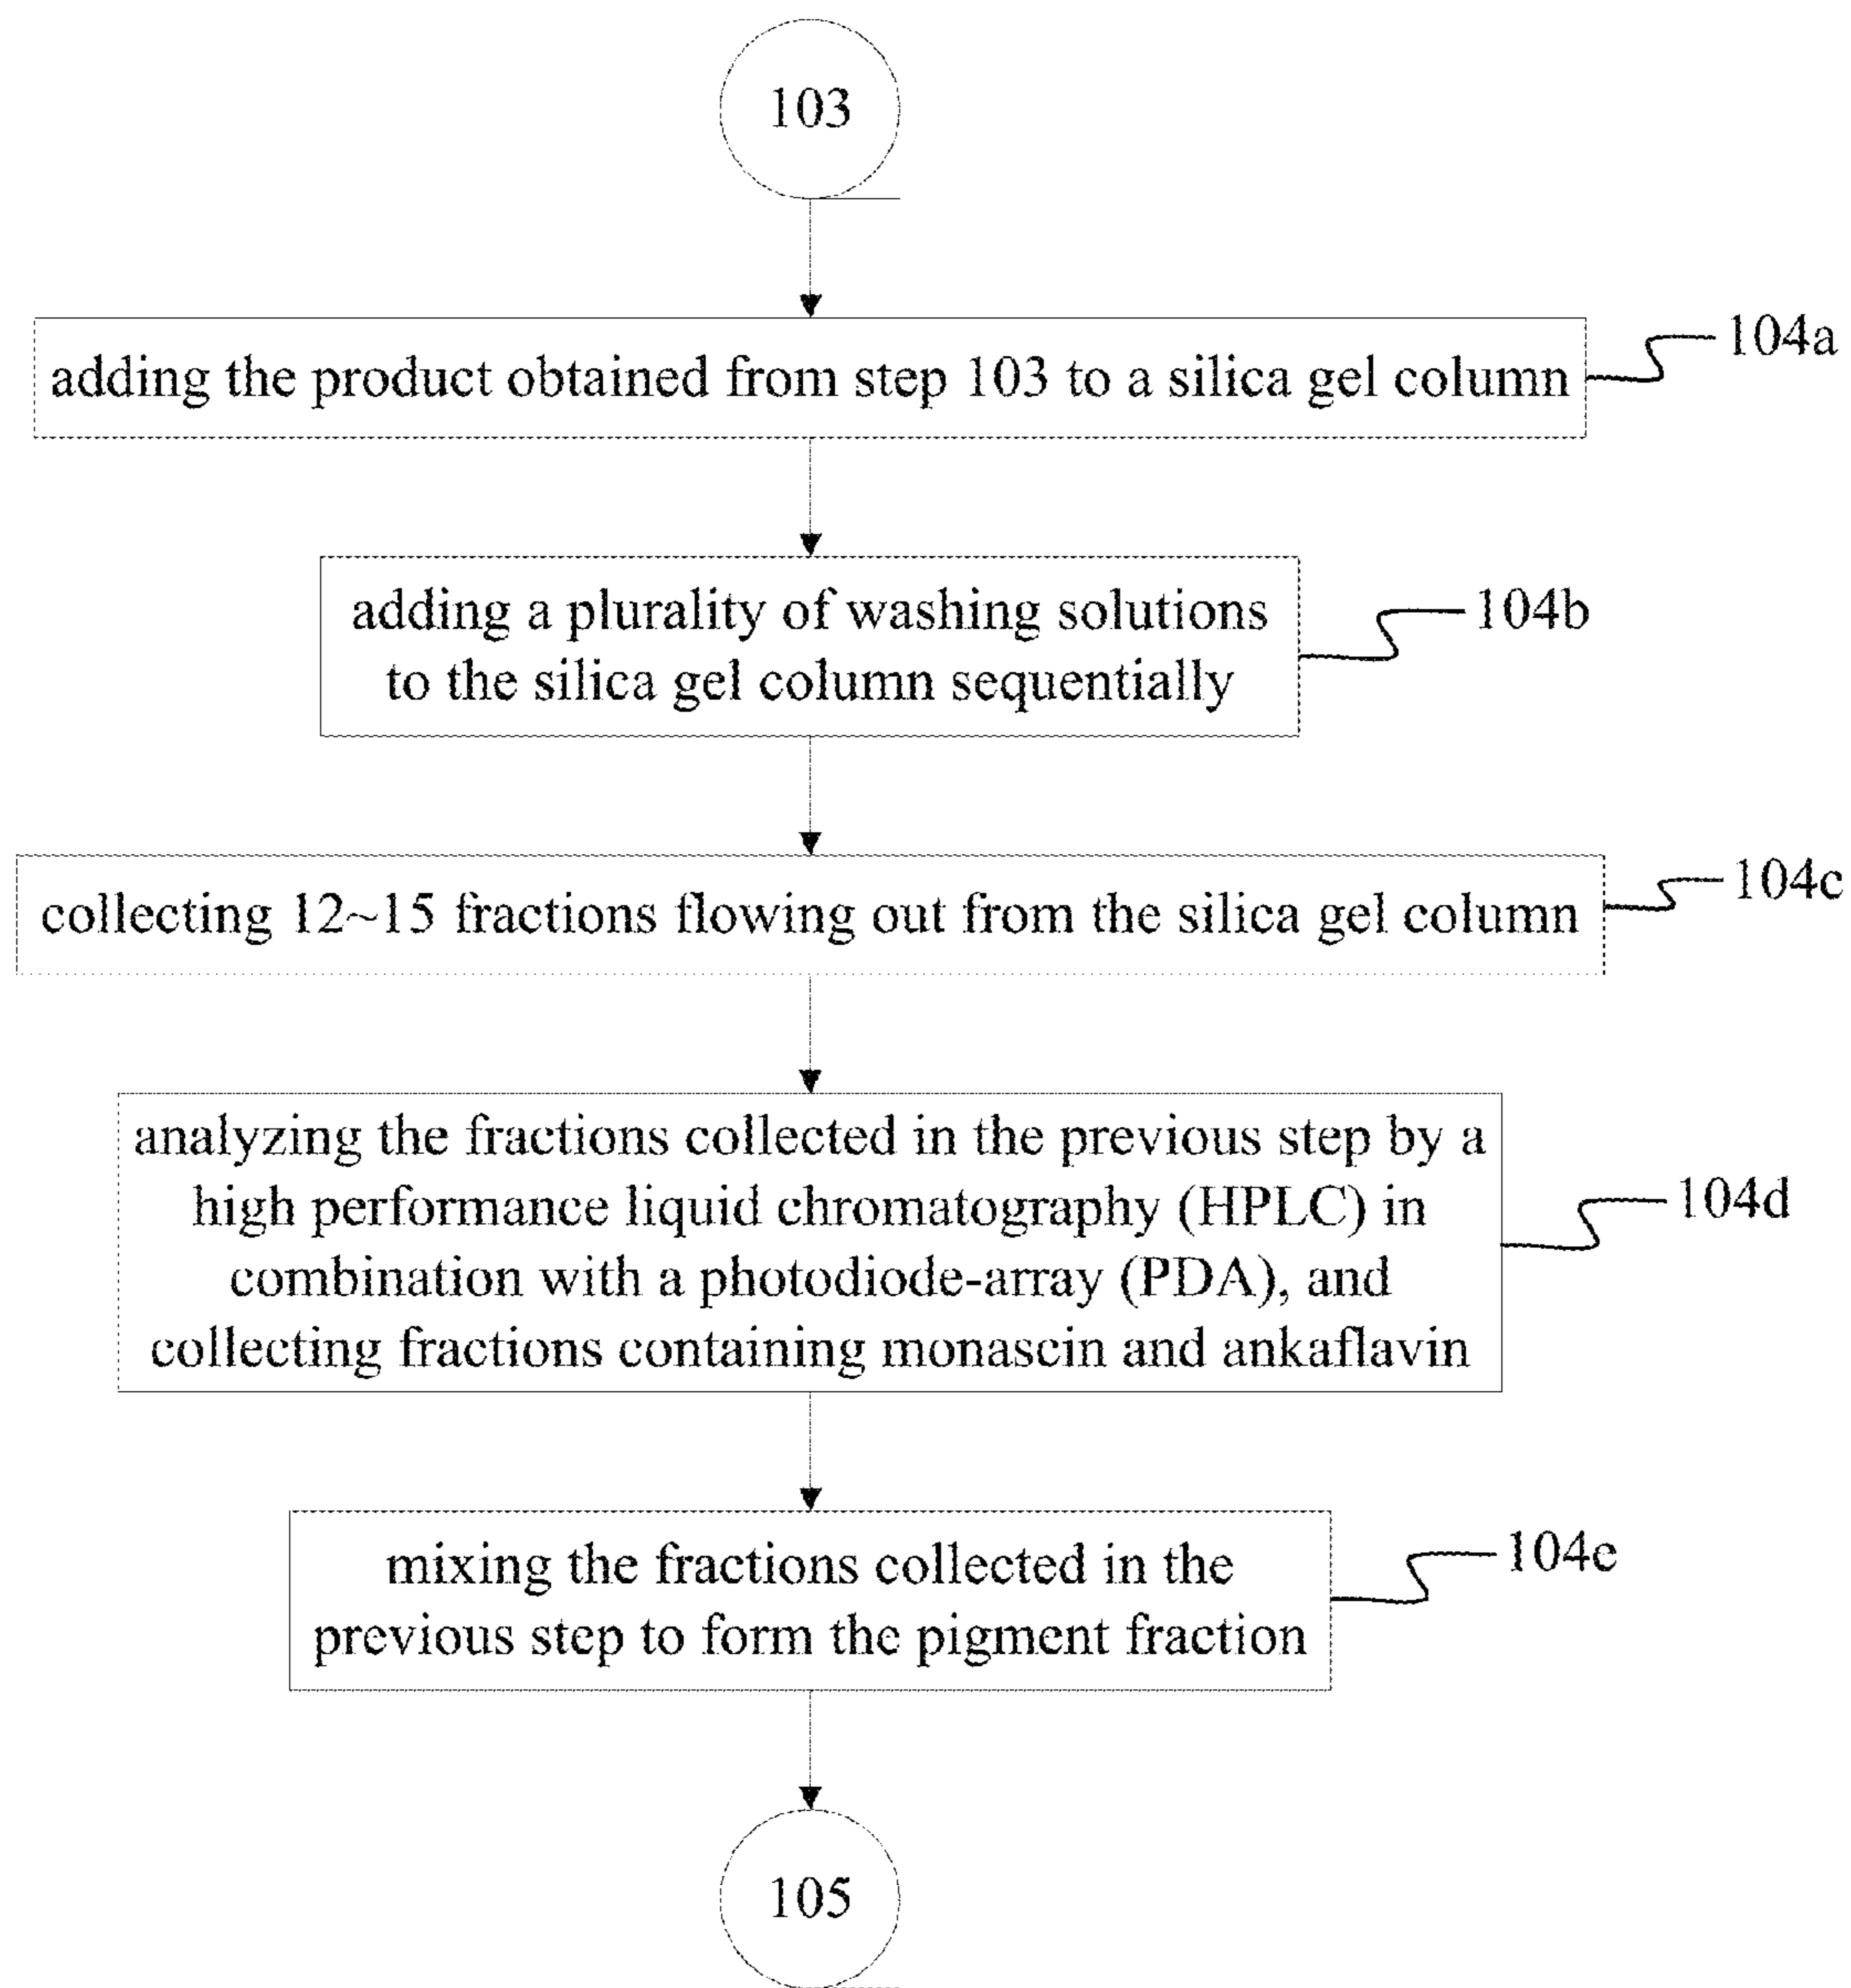 103
adding the product obtained from step 103 to a silica gel column
104a
adding a plurality of washing solutions
to the silica gel column sequentially
104b
collecting 12~15 fractions flowing out from the silica gel column
104c
analyzing the fractions collected in the previous step by a
high performance liquid chromatography (HPLC) in
combination with a photodiode-array (PDA), and
collecting fractions containing monascin and ankaflavin
104d
mixing the fractions collected in the
previous step to form the pigment fraction
104e
105